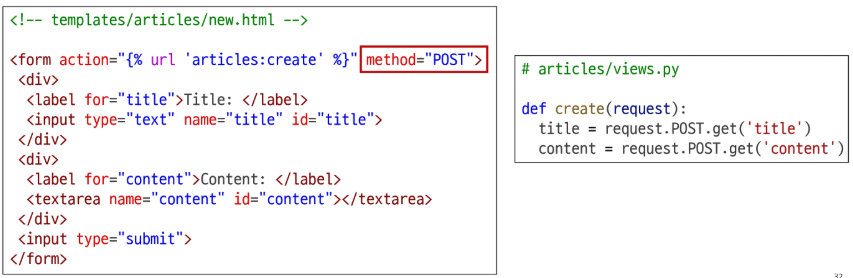 <!-- templates/articles/new.html -->
<form action="{% url 'articles:create' %}" method="POST">
<div>
<label for="title">Title: </label>
<input type="text" name="title" id="title">
</div>
<div>
<label for="content">Content: </label>
<textarea name="content" id="content"></textarea>
</div>
<input type="submit">
</form>
# articles/views.py
def create(request):
title = request.POST.get('title')
content = request.POST.get('content')
32